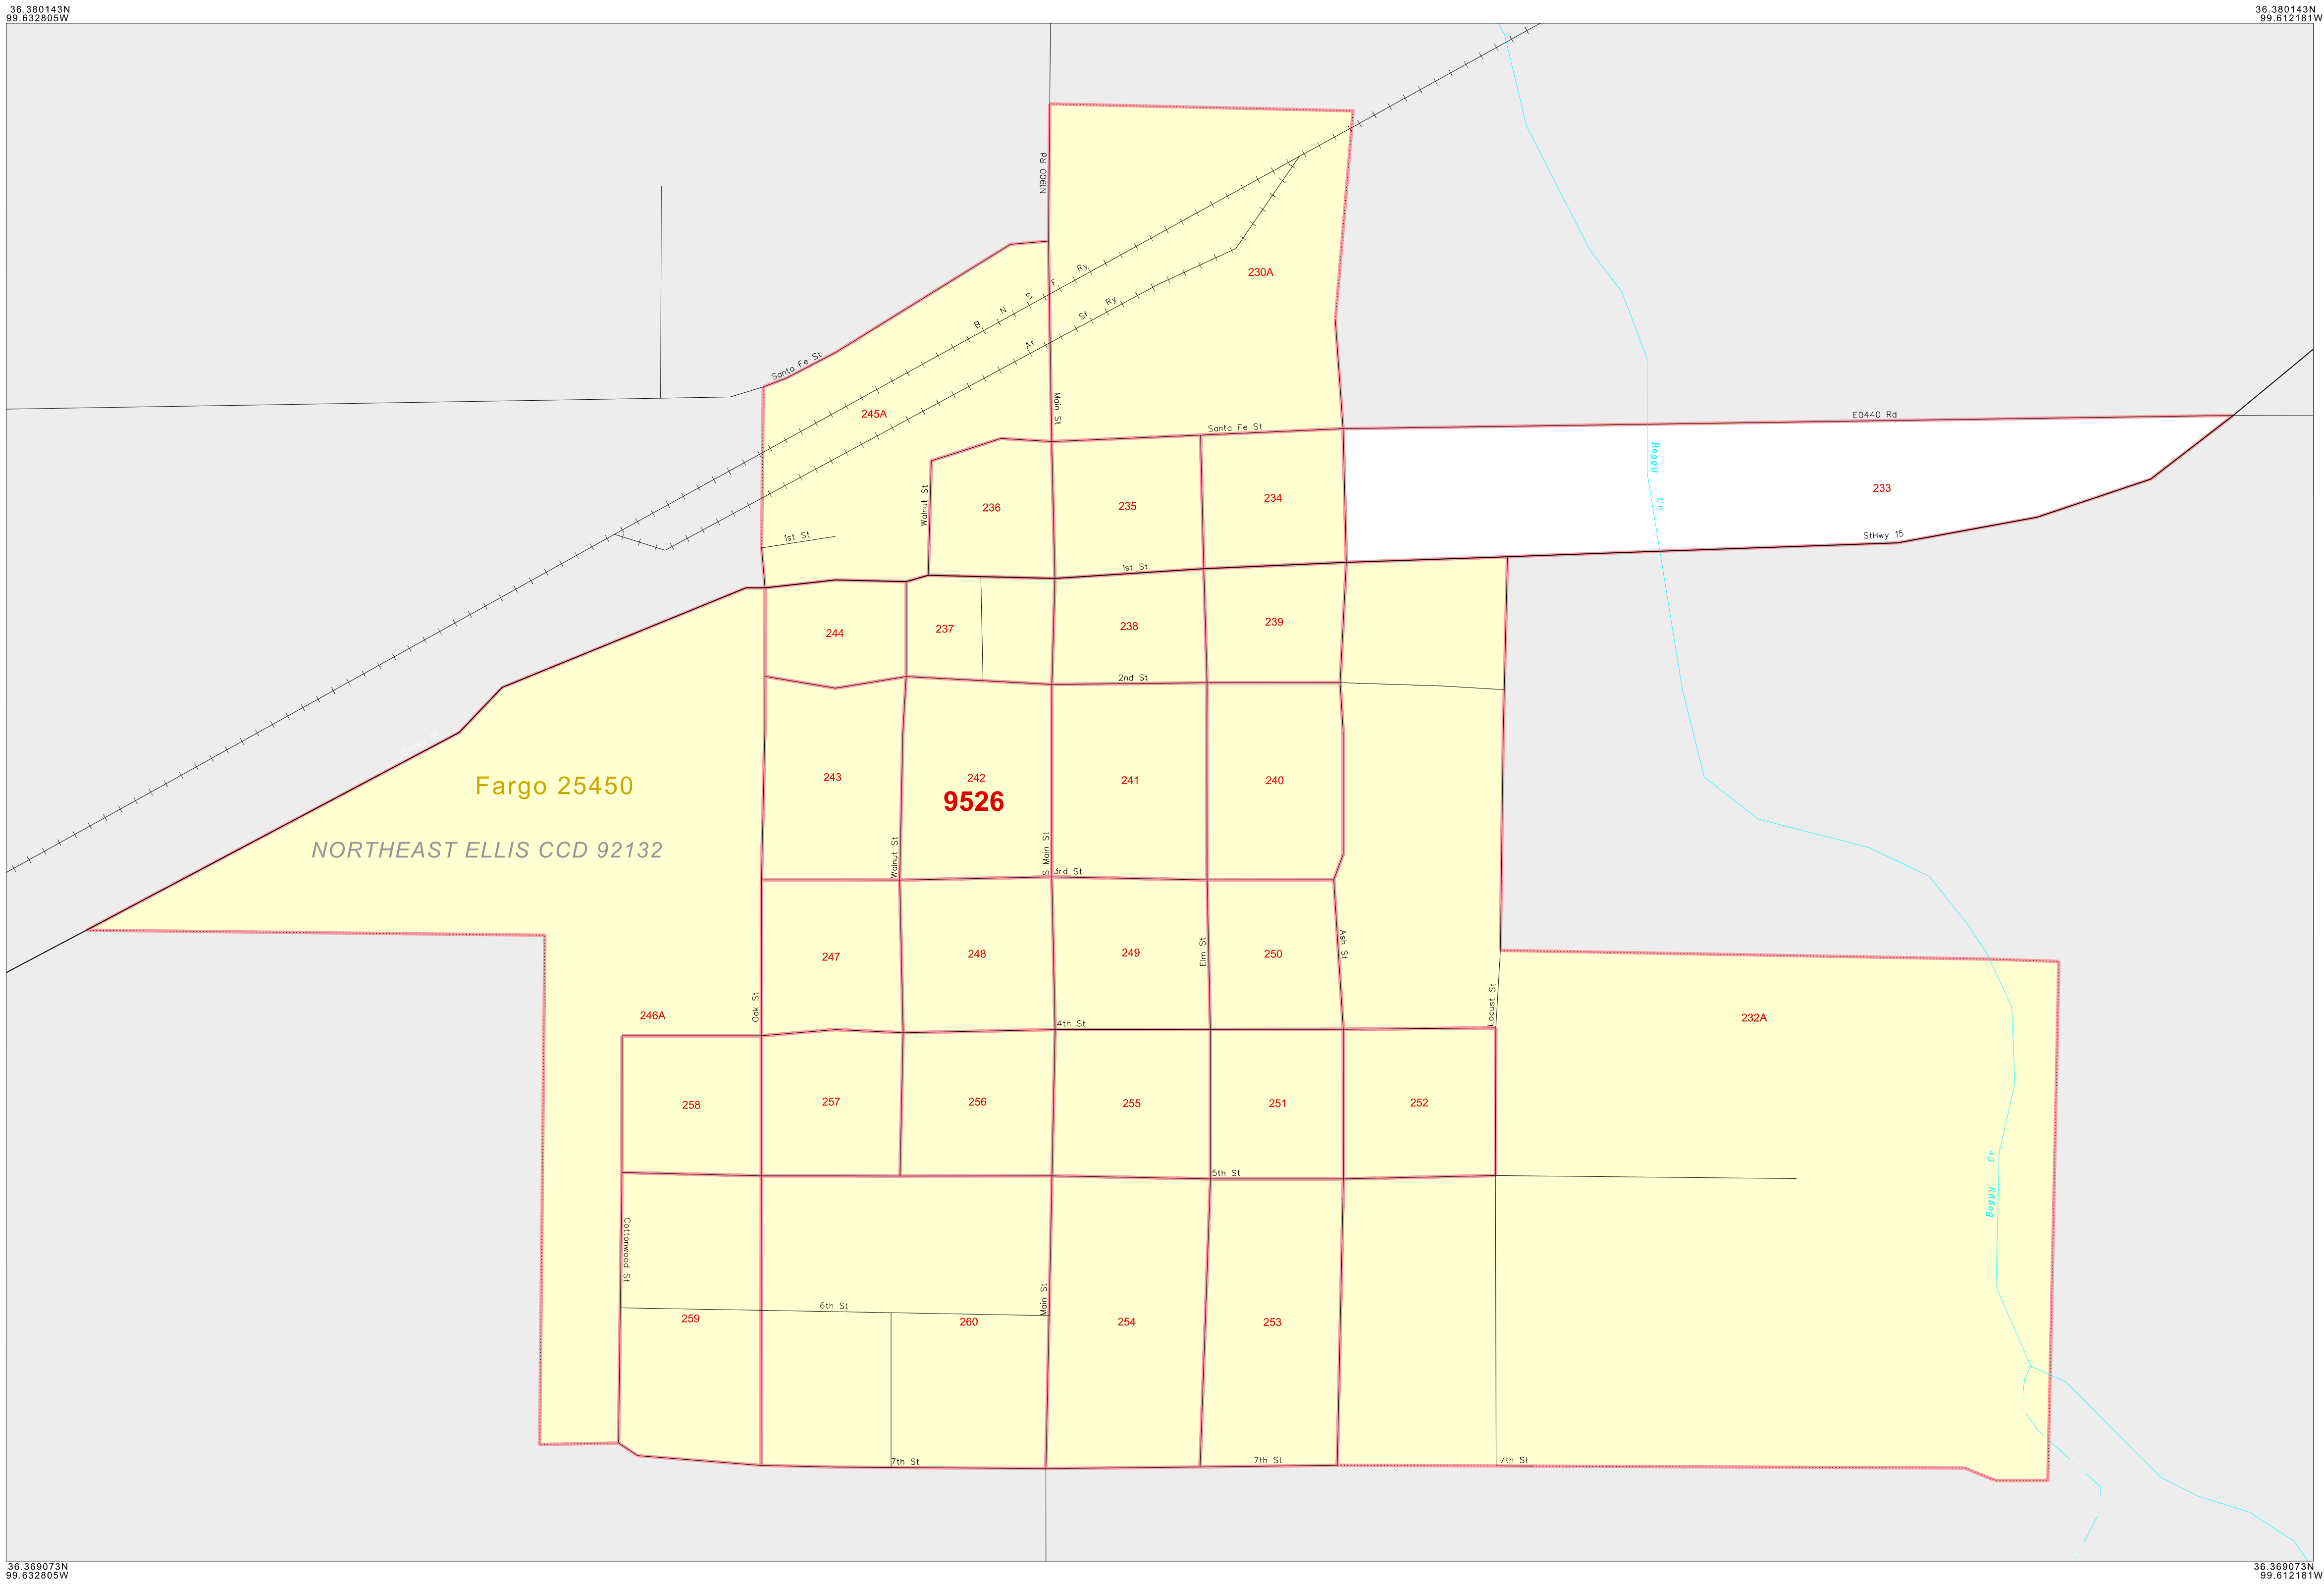 36.380143N
99.632805W
36.380143N
99.612181W
N1900 Rd
B N S F Ry
230A
At Sf Ry
Santa Fe St
245A
Main St
Santa Fe St
E0440 Rd
Boggy Cr
233
Walnut St
236
235
234
1st St
StHwy 15
1st St
244
237
238
239
2nd St
Fargo 25450
243
242
241
240
9526
NORTHEAST ELLIS CCD 92132
Walnut St
S Main St
3rd St
247
248
249
Elm St
250
Ash St
Oak St
246A
Locust St
232A
4th St
258
257
256
255
251
252
5th St
Boggy Cr
Cottonwood St
Main St
6th St
259
260
254
253
7th St
7th St
7th St
36.369073N
99.632805W
36.369073N
99.612181W